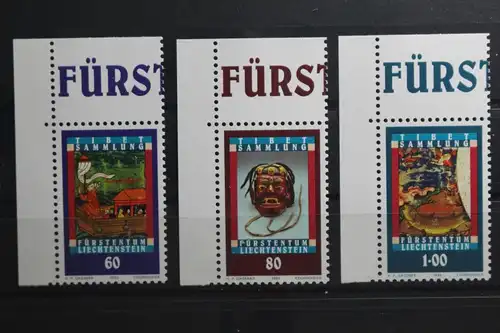 FÜRST
TIBET
SAMMLUNG
FÜRSTENTUM
LIECHTENSTEIN
60
FÜRST
TIBET
SAMMLUNG
FÜRSTENTUM
LIECHTENSTEIN
80
FÜRST
TIBET
SAMMLUNG
FÜRSTENTUM
LIECHTENSTEIN
1·00